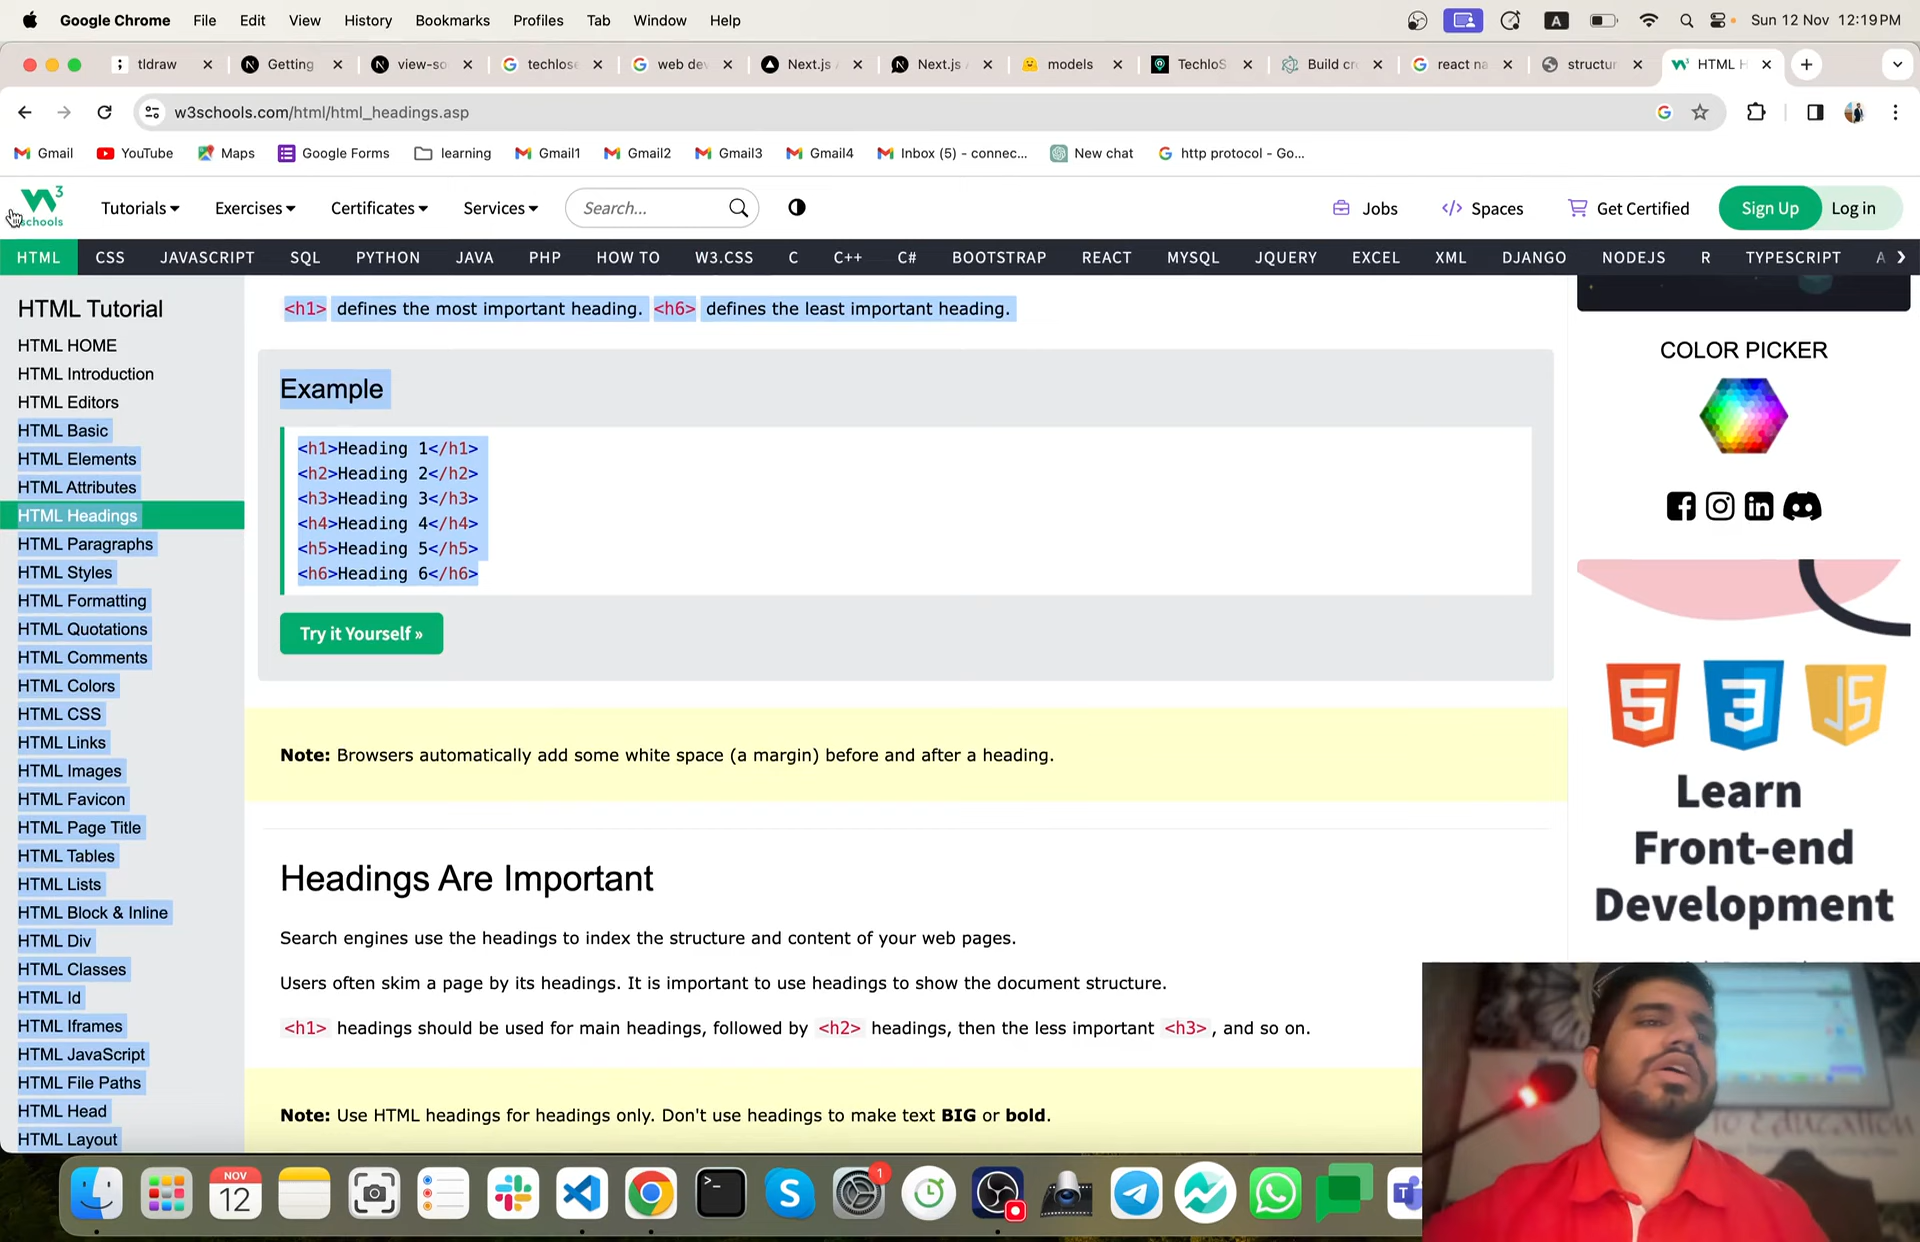 Google Chrome File Edit View History Bookmarks Profiles Tab Window Help A Sun 12 Nov 12:19 PM
tldraw Getting view-so techlose web dev Next.js Next.js models TechloS Build cr react na structur HTML H
w3schools.com/html/html_headings.asp
Gmail YouTube Maps Google Forms learning Gmail1 Gmail2 Gmail3 Gmail4 Inbox (5) - connec... New chat http protocol - Go...
W3 schools Tutorials Exercises Certificates Services Search... Jobs Spaces Get Certified Sign Up Log in
HTML CSS JAVASCRIPT SQL PYTHON JAVA PHP HOW TO W3.CSS C C++ C# BOOTSTRAP REACT MYSQL JQUERY EXCEL XML DJANGO NODEJS R TYPESCRIPT A
HTML Tutorial
HTML HOME
HTML Introduction
HTML Editors
HTML Basic
HTML Elements
HTML Attributes
HTML Headings
HTML Paragraphs
HTML Styles
HTML Formatting
HTML Quotations
HTML Comments
HTML Colors
HTML CSS
HTML Links
HTML Images
HTML Favicon
HTML Page Title
HTML Tables
HTML Lists
HTML Block & Inline
HTML Div
HTML Classes
HTML Id
HTML Iframes
HTML JavaScript
HTML File Paths
HTML Head
HTML Layout
<h1> defines the most important heading. <h6> defines the least important heading.
Example
<h1>Heading 1</h1>
<h2>Heading 2</h2>
<h3>Heading 3</h3>
<h4>Heading 4</h4>
<h5>Heading 5</h5>
<h6>Heading 6</h6>
Try it Yourself »
Note: Browsers automatically add some white space (a margin) before and after a heading.
Headings Are Important
Search engines use the headings to index the structure and content of your web pages.
Users often skim a page by its headings. It is important to use headings to show the document structure.
<h1> headings should be used for main headings, followed by <h2> headings, then the less important <h3>, and so on.
Note: Use HTML headings for headings only. Don't use headings to make text BIG or bold.
COLOR PICKER
5 3 JS
Learn
Front-end
Development
NOV
12
S
1
T